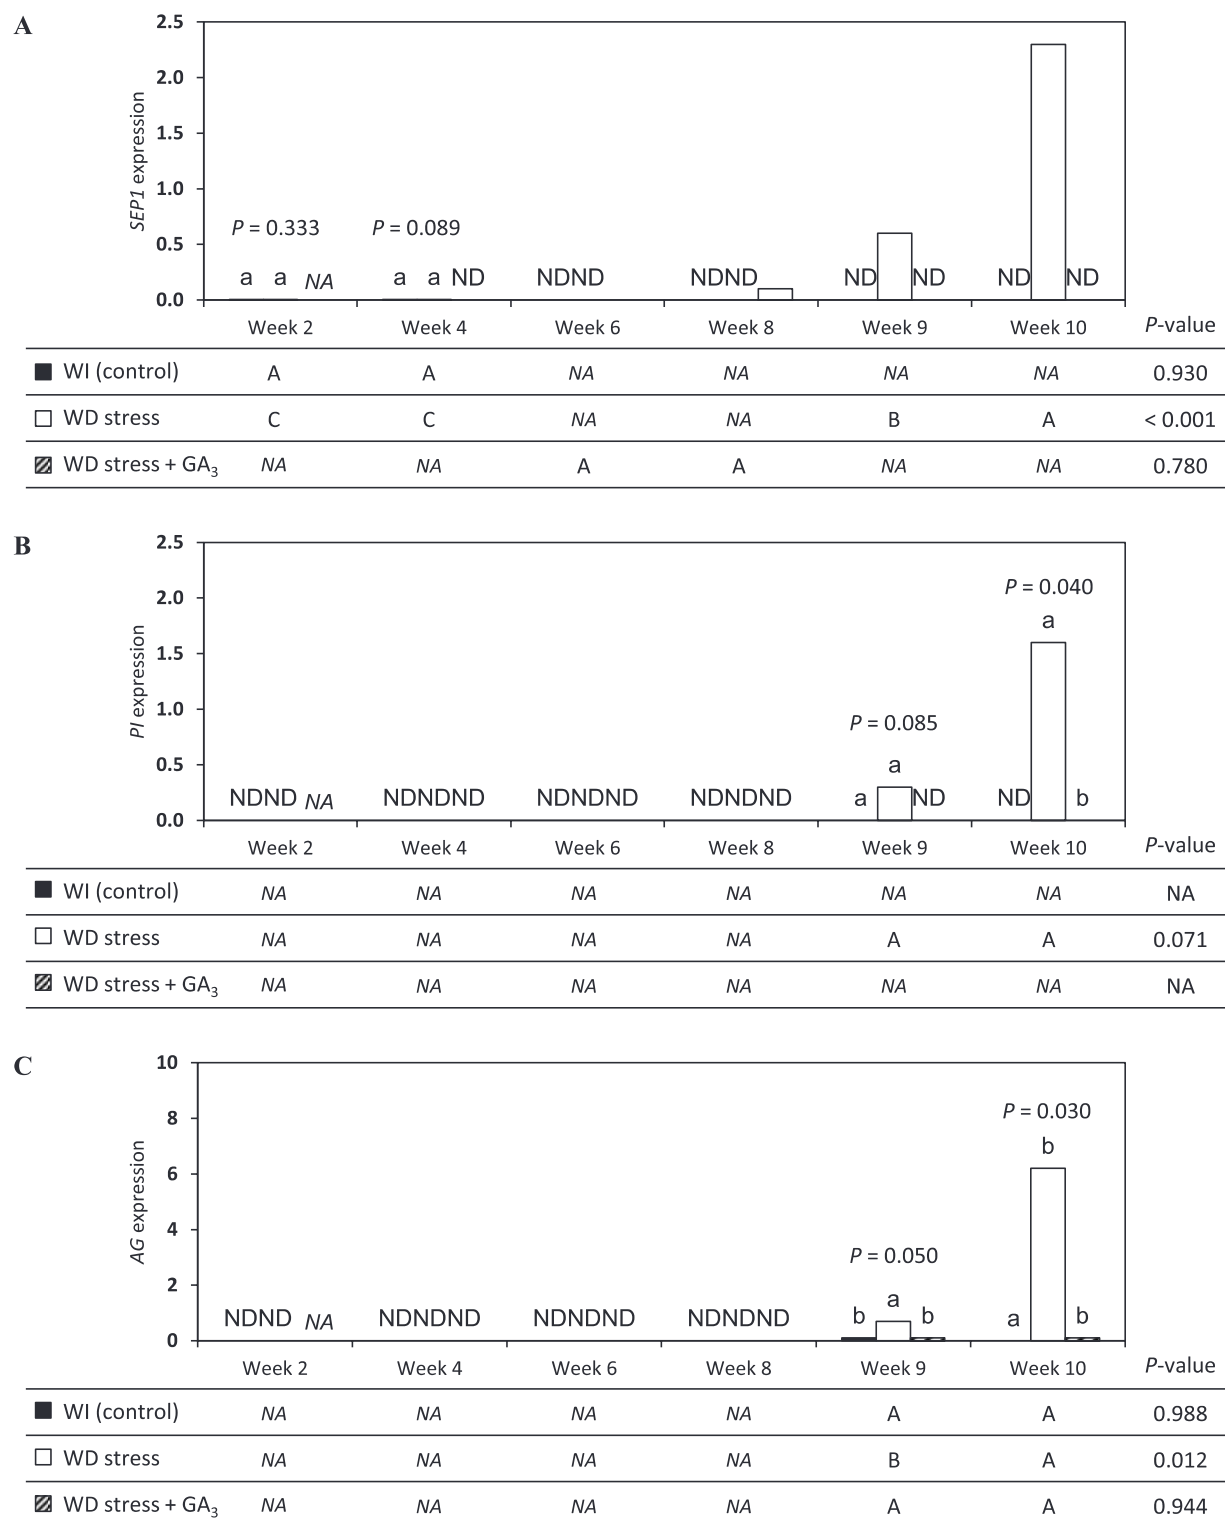 A
2.5
2.0
1.5
1.0
0.5
0.0
SEP1 expression
P = 0.333 P = 0.089
a a NA a a ND NDND NDND ND ND ND ND
Week 2 Week 4 Week 6 Week 8 Week 9 Week 10 P-value
WI (control) A A NA NA NA NA 0.930
WD stress C C NA NA B A < 0.001
WD stress + GA3 NA NA A A NA NA 0.780
B
2.5
2.0
1.5
1.0
0.5
0.0
PI expression
P = 0.040
a
P = 0.085
a
NDND NA NDNDND NDNDND NDNDND a ND ND b
Week 2 Week 4 Week 6 Week 8 Week 9 Week 10 P-value
WI (control) NA NA NA NA NA NA NA
WD stress NA NA NA NA A A 0.071
WD stress + GA3 NA NA NA NA NA NA NA
C
10
8
6
4
2
0
AG expression
P = 0.030
b
P = 0.050
a
NDND NA NDNDND NDNDND NDNDND b b a b
Week 2 Week 4 Week 6 Week 8 Week 9 Week 10 P-value
WI (control) NA NA NA NA A A 0.988
WD stress NA NA NA NA B A 0.012
WD stress + GA3 NA NA NA NA A A 0.944